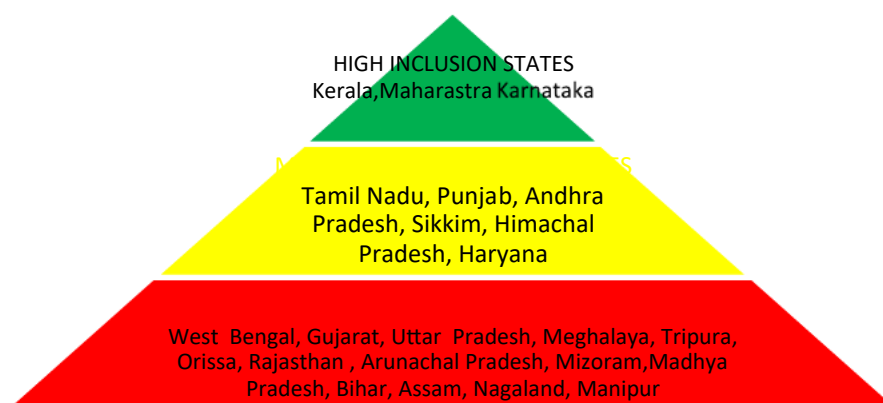 HIGH INCLUSION STATES
Kerala,Maharastra Karnataka
Tamil Nadu, Punjab, Andhra
Pradesh, Sikkim, Himachal
Pradesh, Haryana
West Bengal, Gujarat, Uttar Pradesh, Meghalaya, Tripura,
Orissa, Rajasthan , Arunachal Pradesh, Mizoram,Madhya
Pradesh, Bihar, Assam, Nagaland, Manipur